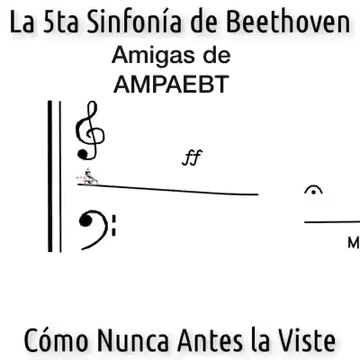 La 5ta Sinfonía de Beethoven
Amigas de
AMPAEBT
ff
M
Cómo Nunca Antes la Viste